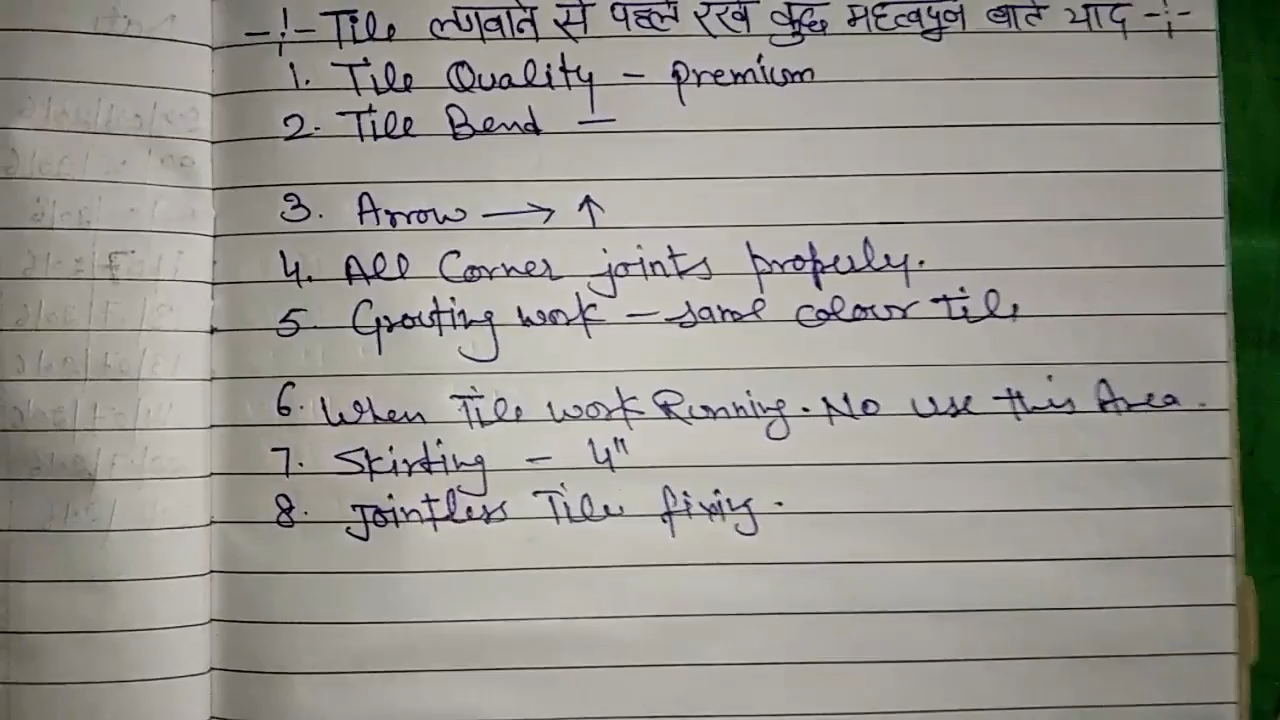 -:- Tile लगवाने से पहले रखे कुछ महत्वपूर्ण बाते याद -:-
1. Tile Quality - Premium
2. Tile Bend -
3. Arrow → ↑
4. All Corner joints properly.
5. Grouting work - same colour tile
6. When Tile work Running. No use this Area.
7. Skirting - 4"
8. Jointless Tile fixing.